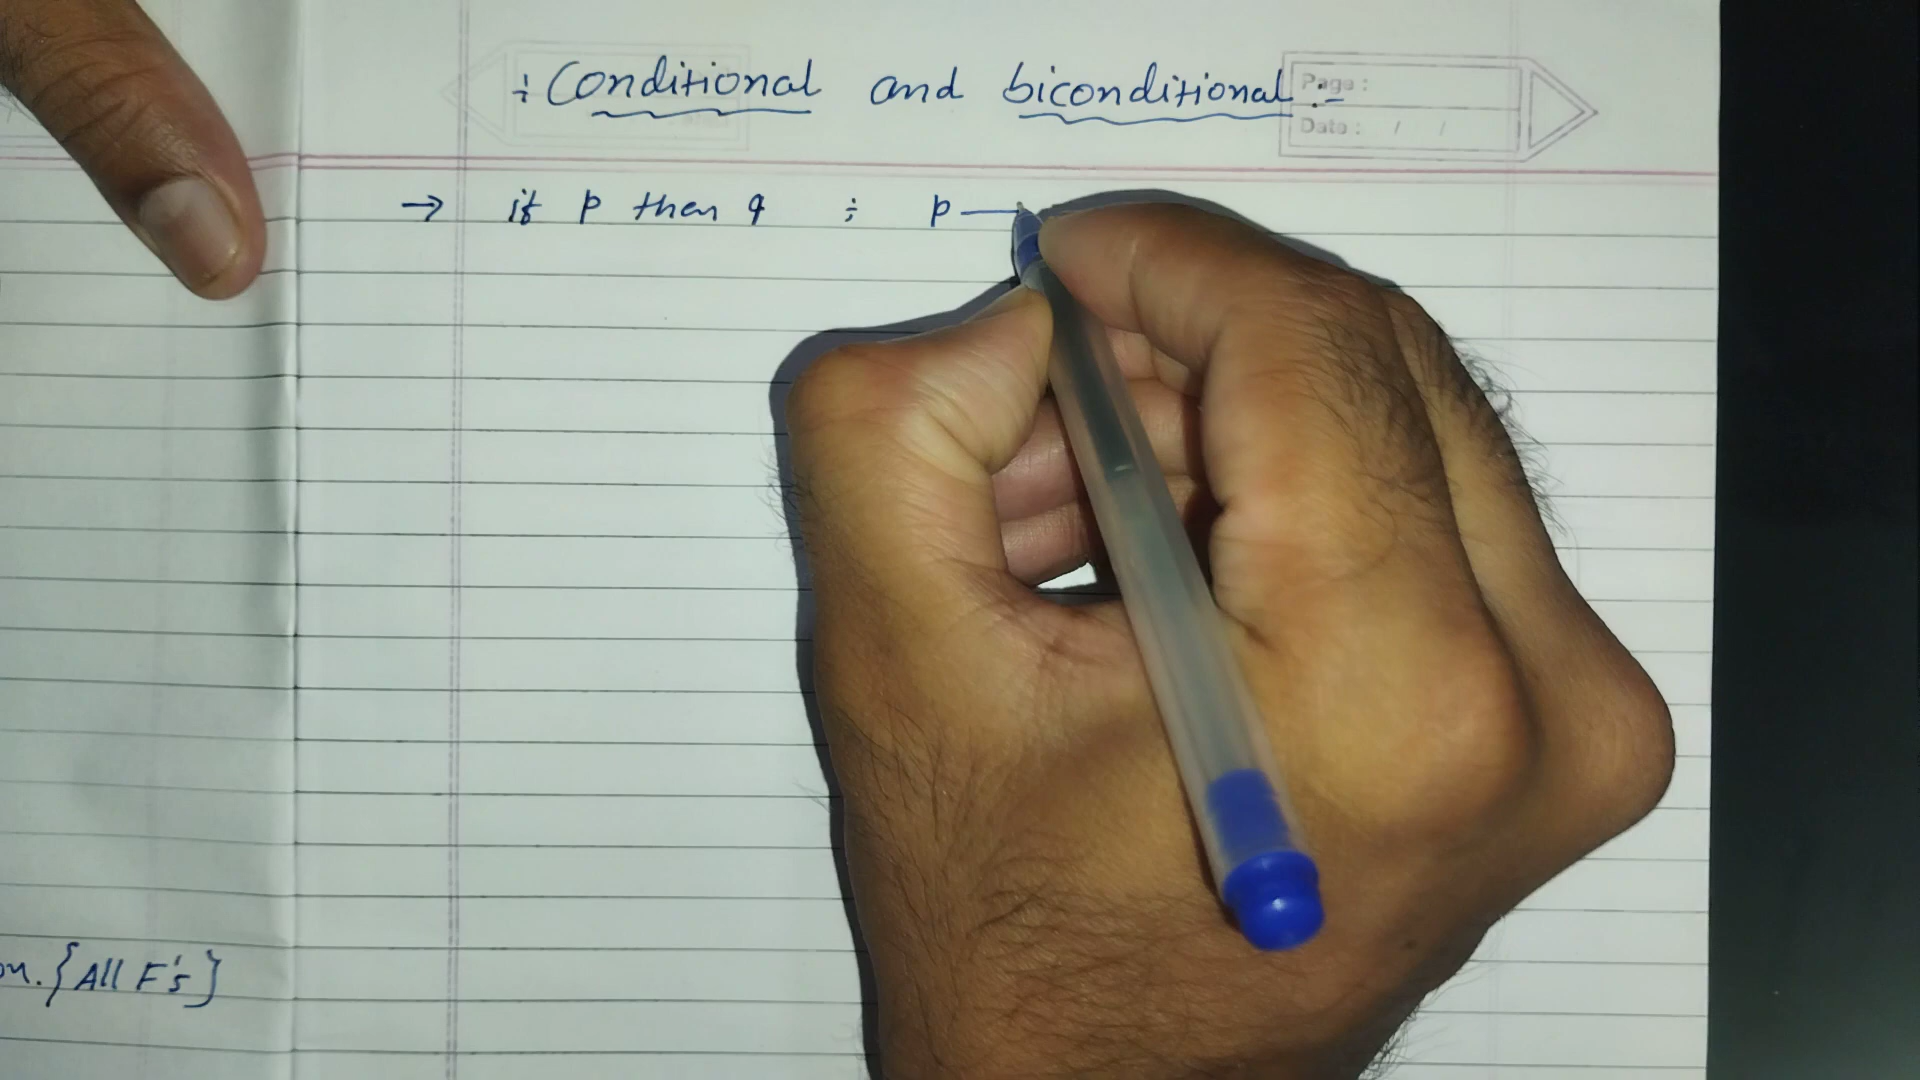 : Conditional and biconditional :-
Page :
Date : / /
→ if p then q : p —
{All F's}